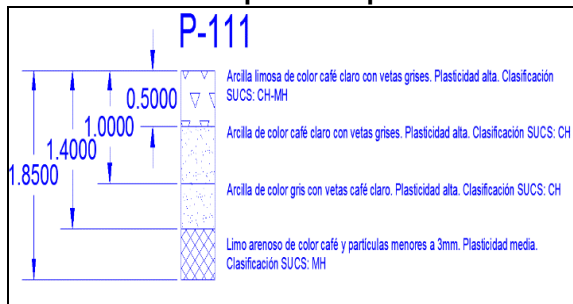 P-111
0.5000
1.0000
1.4000
1.8500
Arcilla limosa de color café claro con vetas grises. Plasticidad alta. Clasificación
SUCS: CH-MH
Arcilla de color café claro con vetas grises. Plasticidad alta. Clasificación SUCS: CH
Arcilla de color gris con vetas café claro. Plasticidad alta. Clasificación SUCS: CH
Limo arenoso de color café y partículas menores a 3mm. Plasticidad media.
Clasificación SUCS: MH